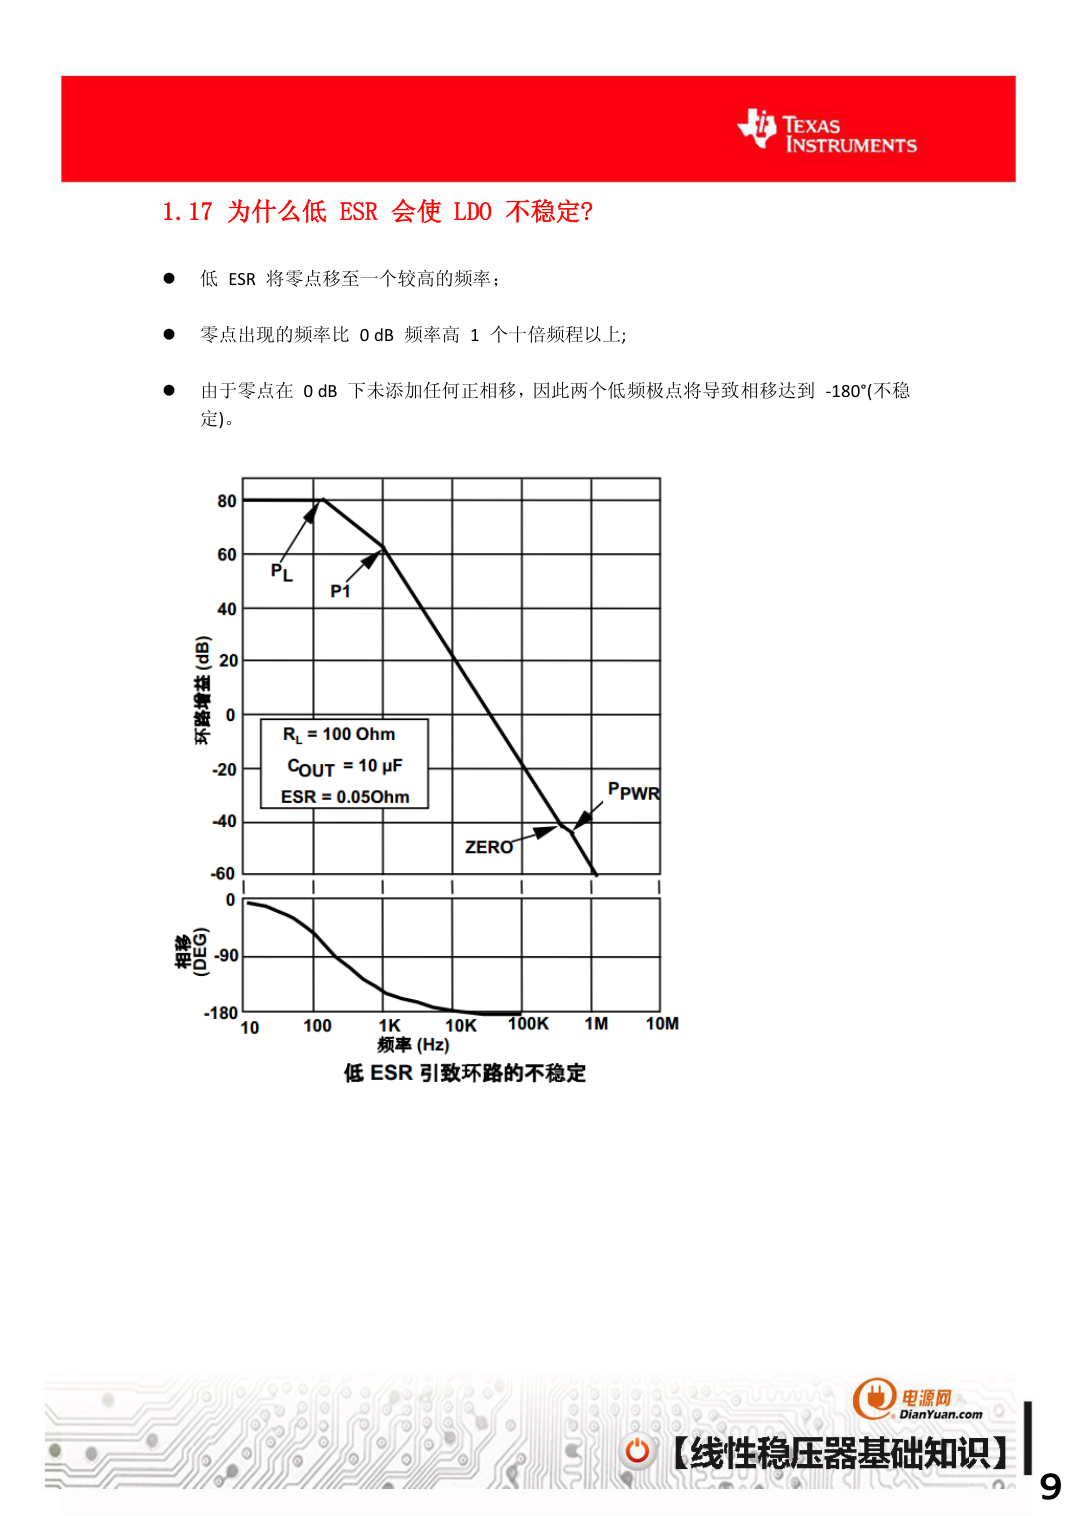 TEXAS
INSTRUMENTS
1.17 为什么低 ESR 会使 LDO 不稳定?
● 低 ESR 将零点移至一个较高的频率；
● 零点出现的频率比 0 dB 频率高 1 个十倍频程以上;
● 由于零点在 0 dB 下未添加任何正相移，因此两个低频极点将导致相移达到 -180°(不稳
定)。
80
PL
60
P1
40
环路增益 (dB)
20
0
RL = 100 Ohm
COUT = 10 µF
ESR = 0.05Ohm
-20
PPWR
-40
ZERO
-60
0
相移
(DEG)
-90
-180
10 100 1K 10K 100K 1M 10M
频率 (Hz)
低 ESR 引致环路的不稳定
电源网
DianYuan.com
【线性稳压器基础知识】
9